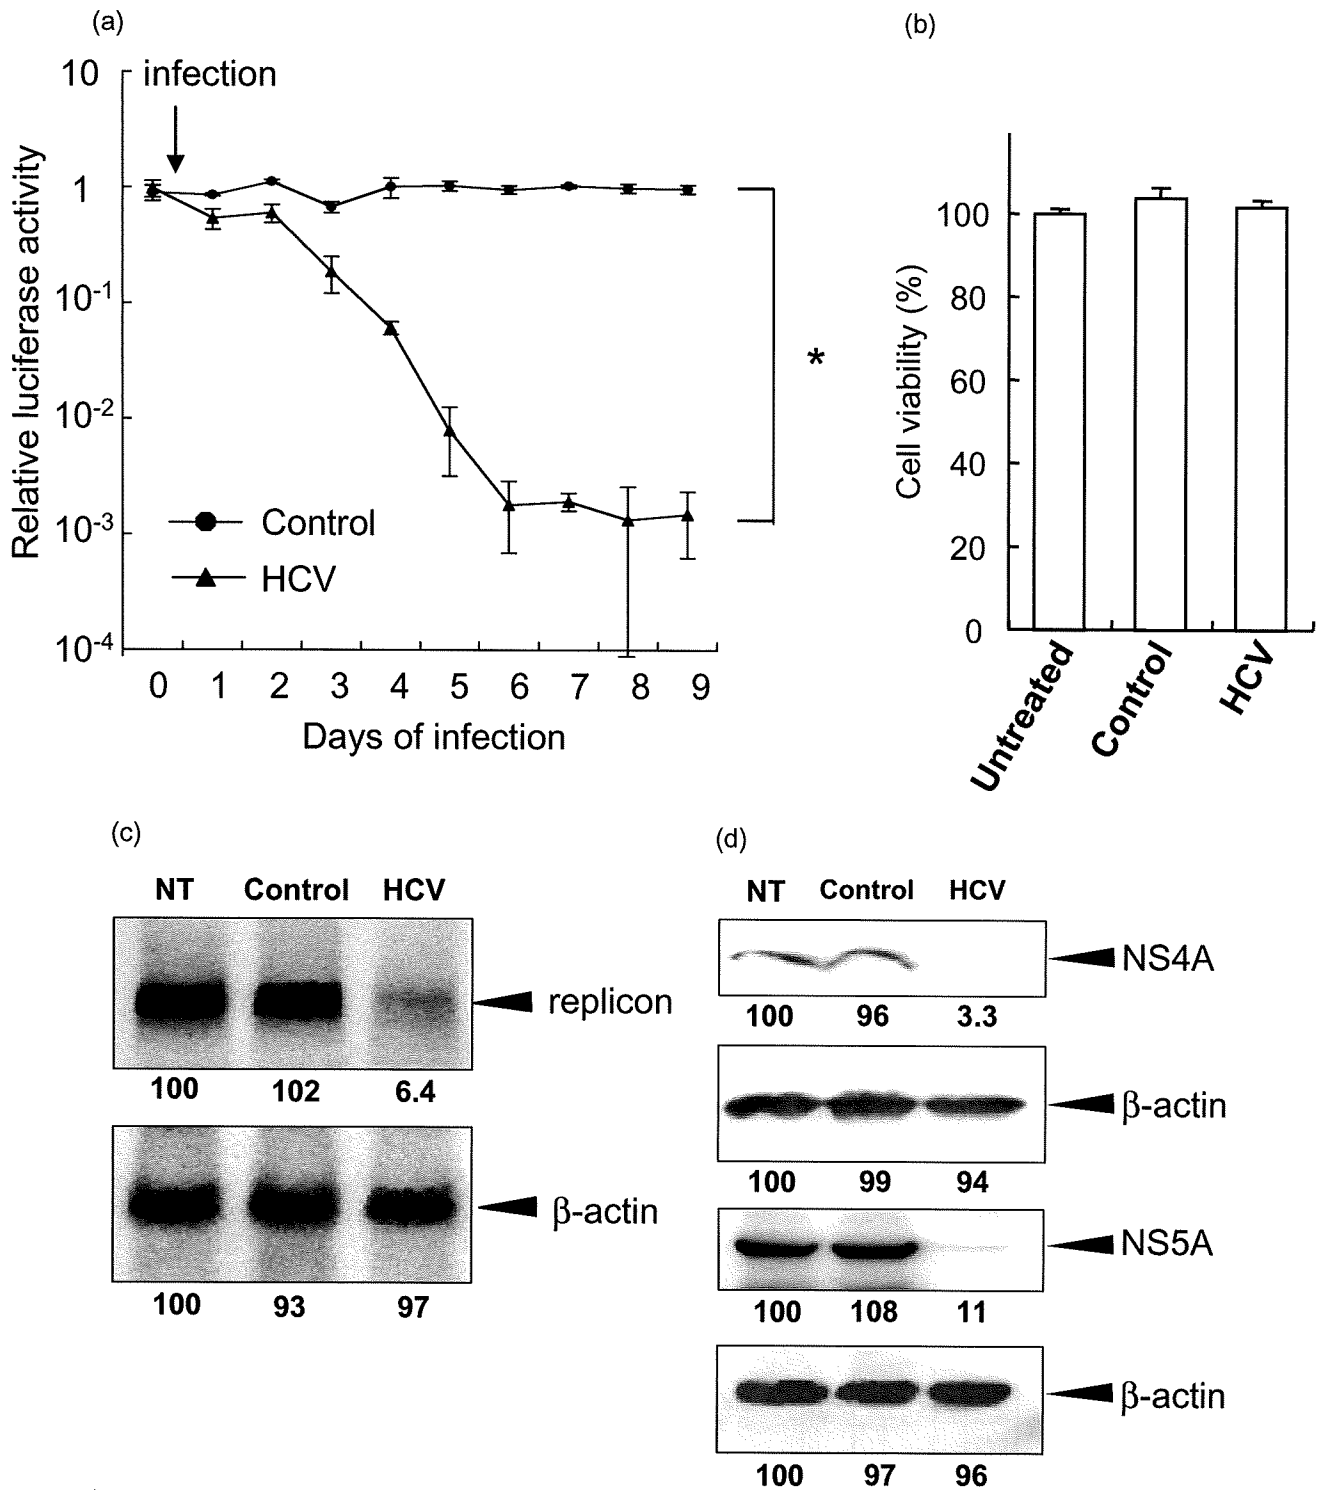 (a)
10
infection
1
10-1
10-2
10-3
10-4
Relative luciferase activity
*
Control
HCV
0 1 2 3 4 5 6 7 8 9
Days of infection
(b)
100
80
60
40
20
0
Cell viability (%)
Untreated
Control
HCV
(c)
NT Control HCV
replicon
100 102 6.4
β-actin
100 93 97
(d)
NT Control HCV
NS4A
100 96 3.3
β-actin
100 99 94
NS5A
100 108 11
β-actin
100 97 96